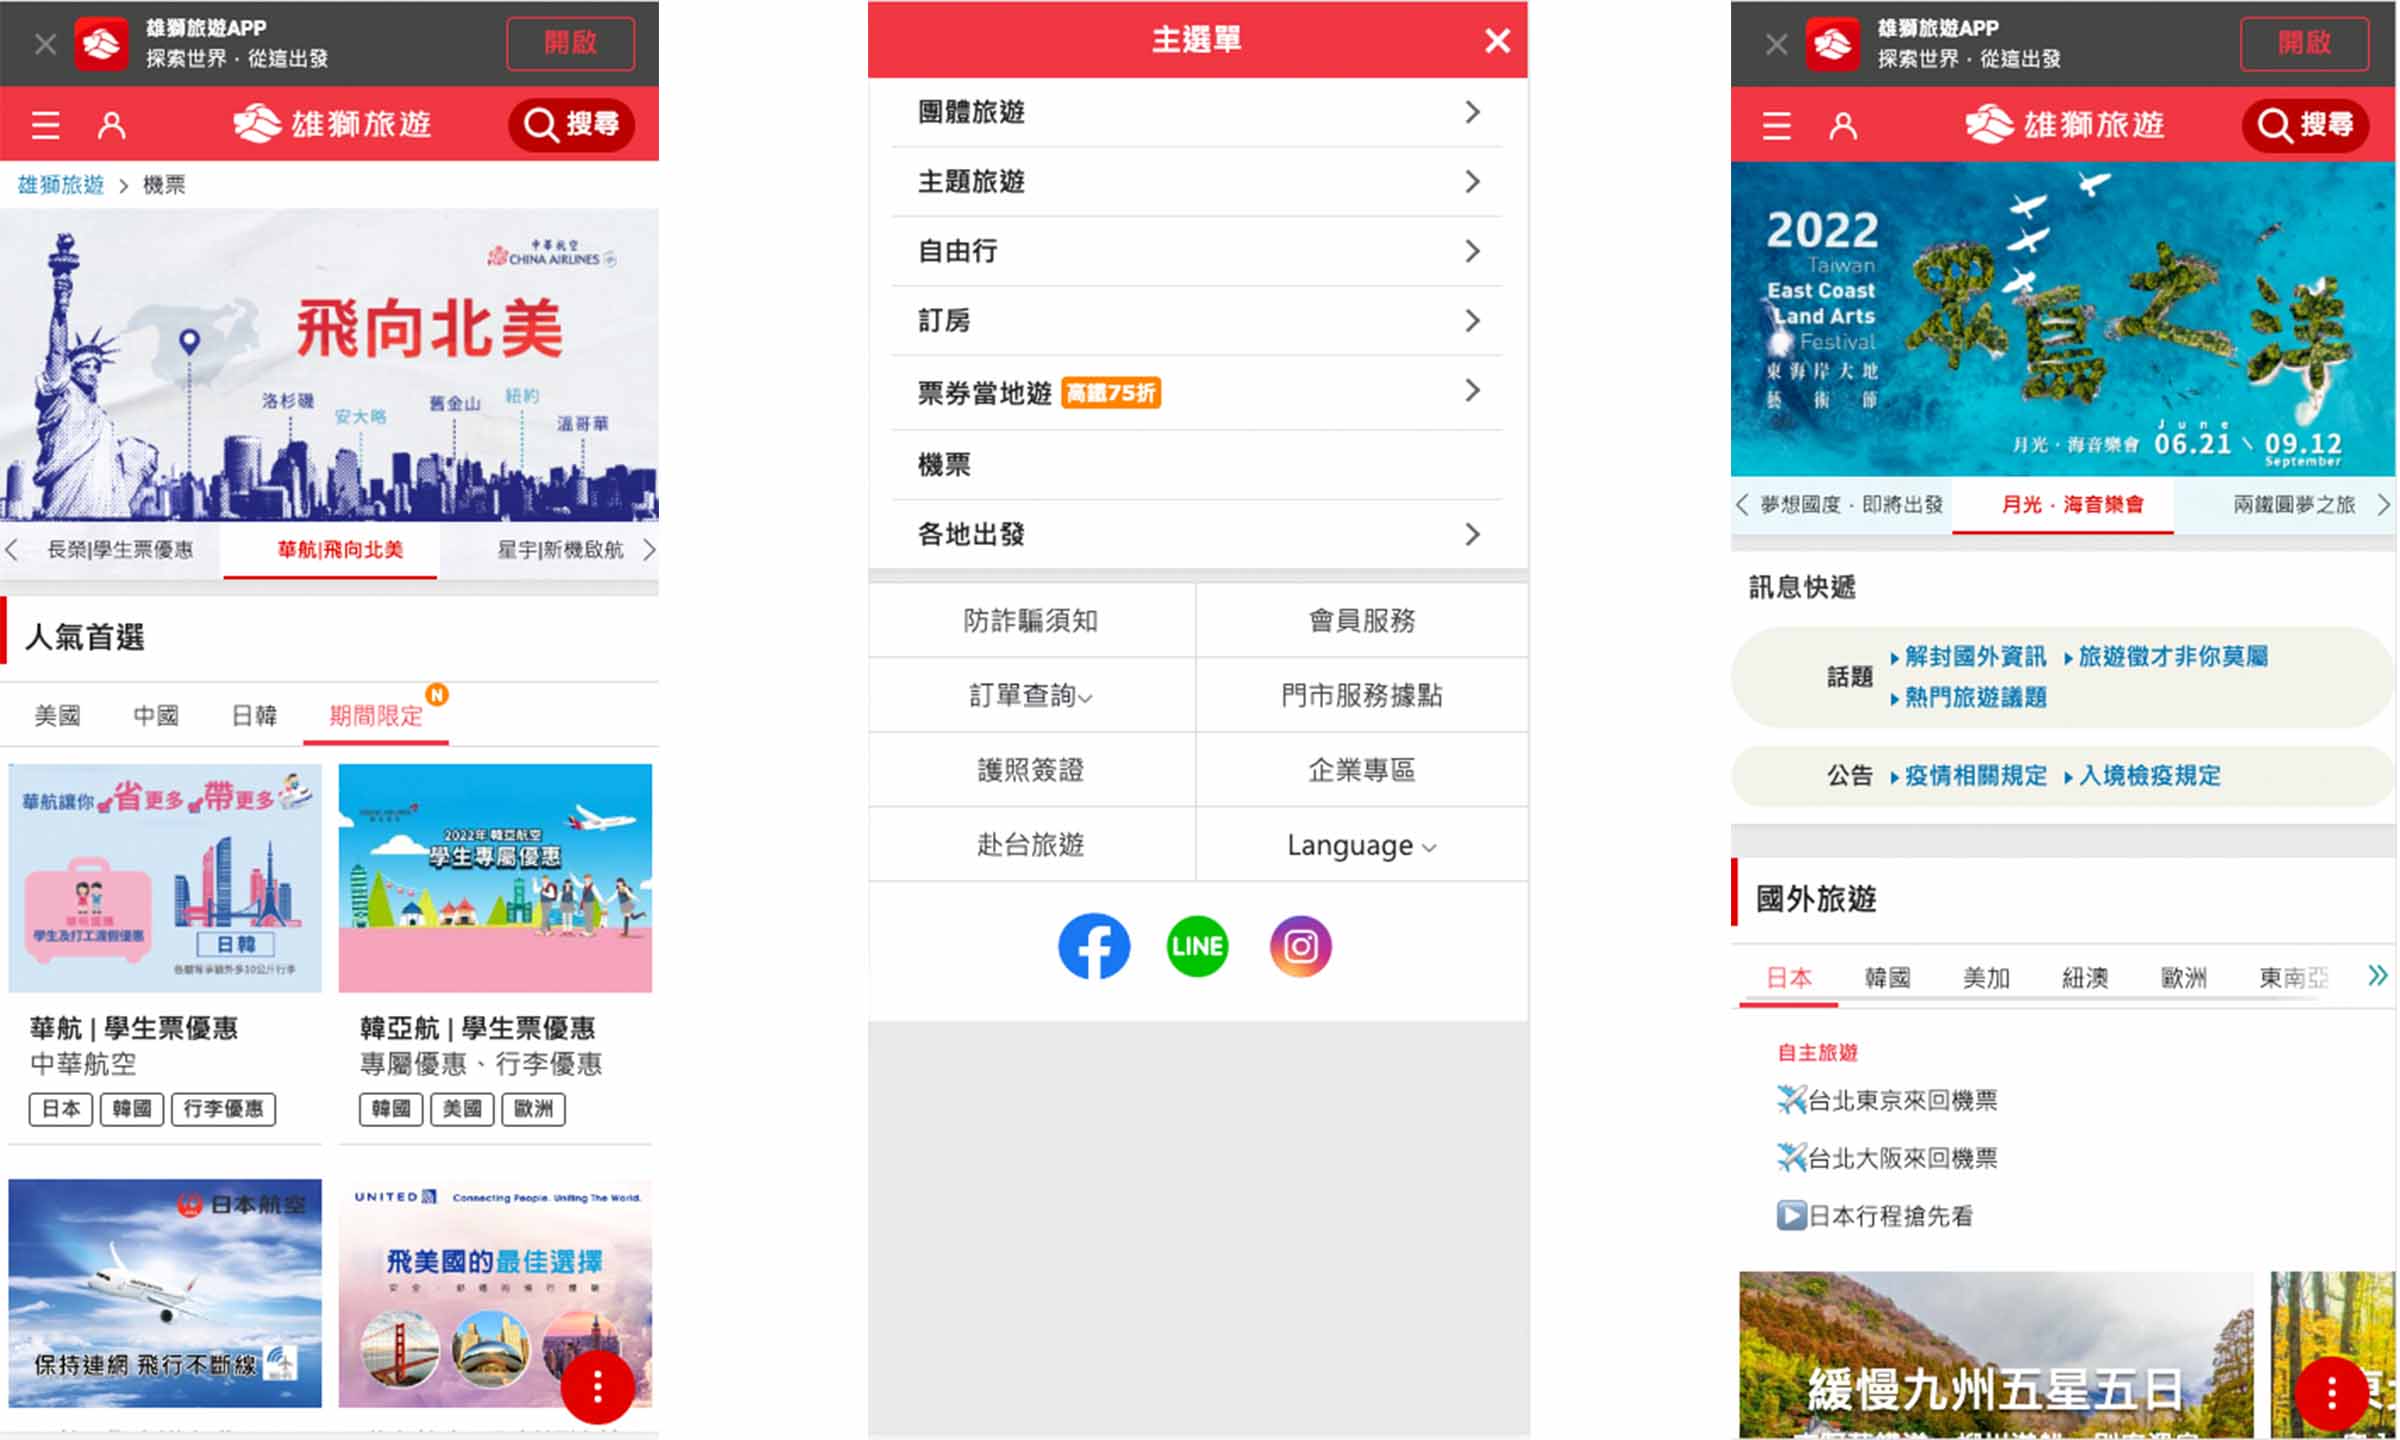 雄獅旅遊APP
探索世界．從這出發
開啟
雄獅旅遊
搜尋
雄獅旅遊 > 機票
中華航空
CHINA AIRLINES
飛向北美
洛杉磯
安大略
舊金山
紐約
溫哥華
長榮|學生票優惠
華航|飛向北美
星宇|新機啟航
人氣首選
美國
中國
日韓
期間限定
N
華航讓你省更多帶更多
學生及打工渡假優惠
日韓
2022年 韓亞航空
學生專屬優惠
華航 | 學生票優惠
中華航空
日本 韓國 行李優惠
韓亞航 | 學生票優惠
專屬優惠、行李優惠
韓國 美國 歐洲
日本航空
保持連網 飛行不斷線
UNITED
Connecting People. Uniting The World.
飛美國的最佳選擇
主選單
團體旅遊
主題旅遊
自由行
訂房
票券當地遊 高鐵75折
機票
各地出發
防詐騙須知
會員服務
訂單查詢
門市服務據點
護照簽證
企業專區
赴台旅遊
Language
LINE
雄獅旅遊APP
探索世界．從這出發
開啟
雄獅旅遊
搜尋
2022
Taiwan
East Coast
Land Arts
Festival
東海岸大地
藝術節
眾鳥之洋
月光．海音樂會
June
06.21 \ 09.12
September
夢想國度．即將出發
月光．海音樂會
兩鐵圓夢之旅
訊息快遞
話題
解封國外資訊
旅遊徵才非你莫屬
熱門旅遊議題
公告
疫情相關規定
入境檢疫規定
國外旅遊
日本
韓國
美加
紐澳
歐洲
東南亞
自主旅遊
台北東京來回機票
台北大阪來回機票
日本行程搶先看
緩慢九州五星五日